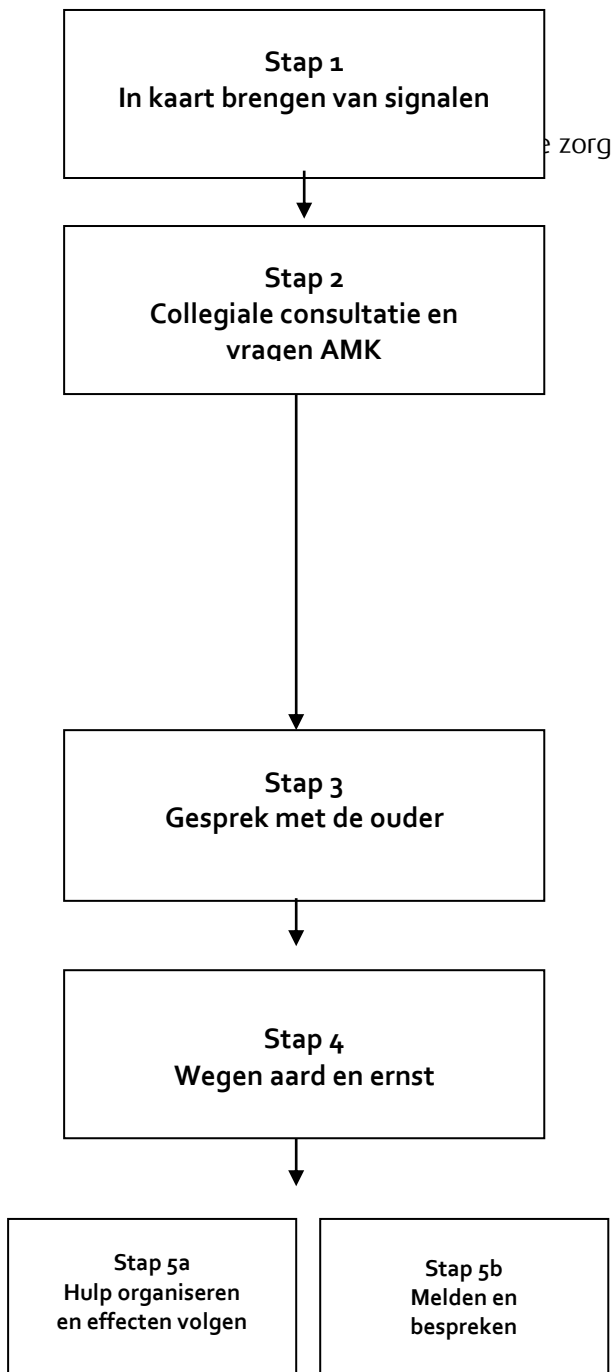 Stap 1
In kaart brengen van signalen
zorg
Stap 2
Collegiale consultatie en
vragen AMK
Stap 3
Gesprek met de ouder
Stap 4
Wegen aard en ernst
Stap 5a
Hulp organiseren
en effecten volgen
Stap 5b
Melden en
bespreken